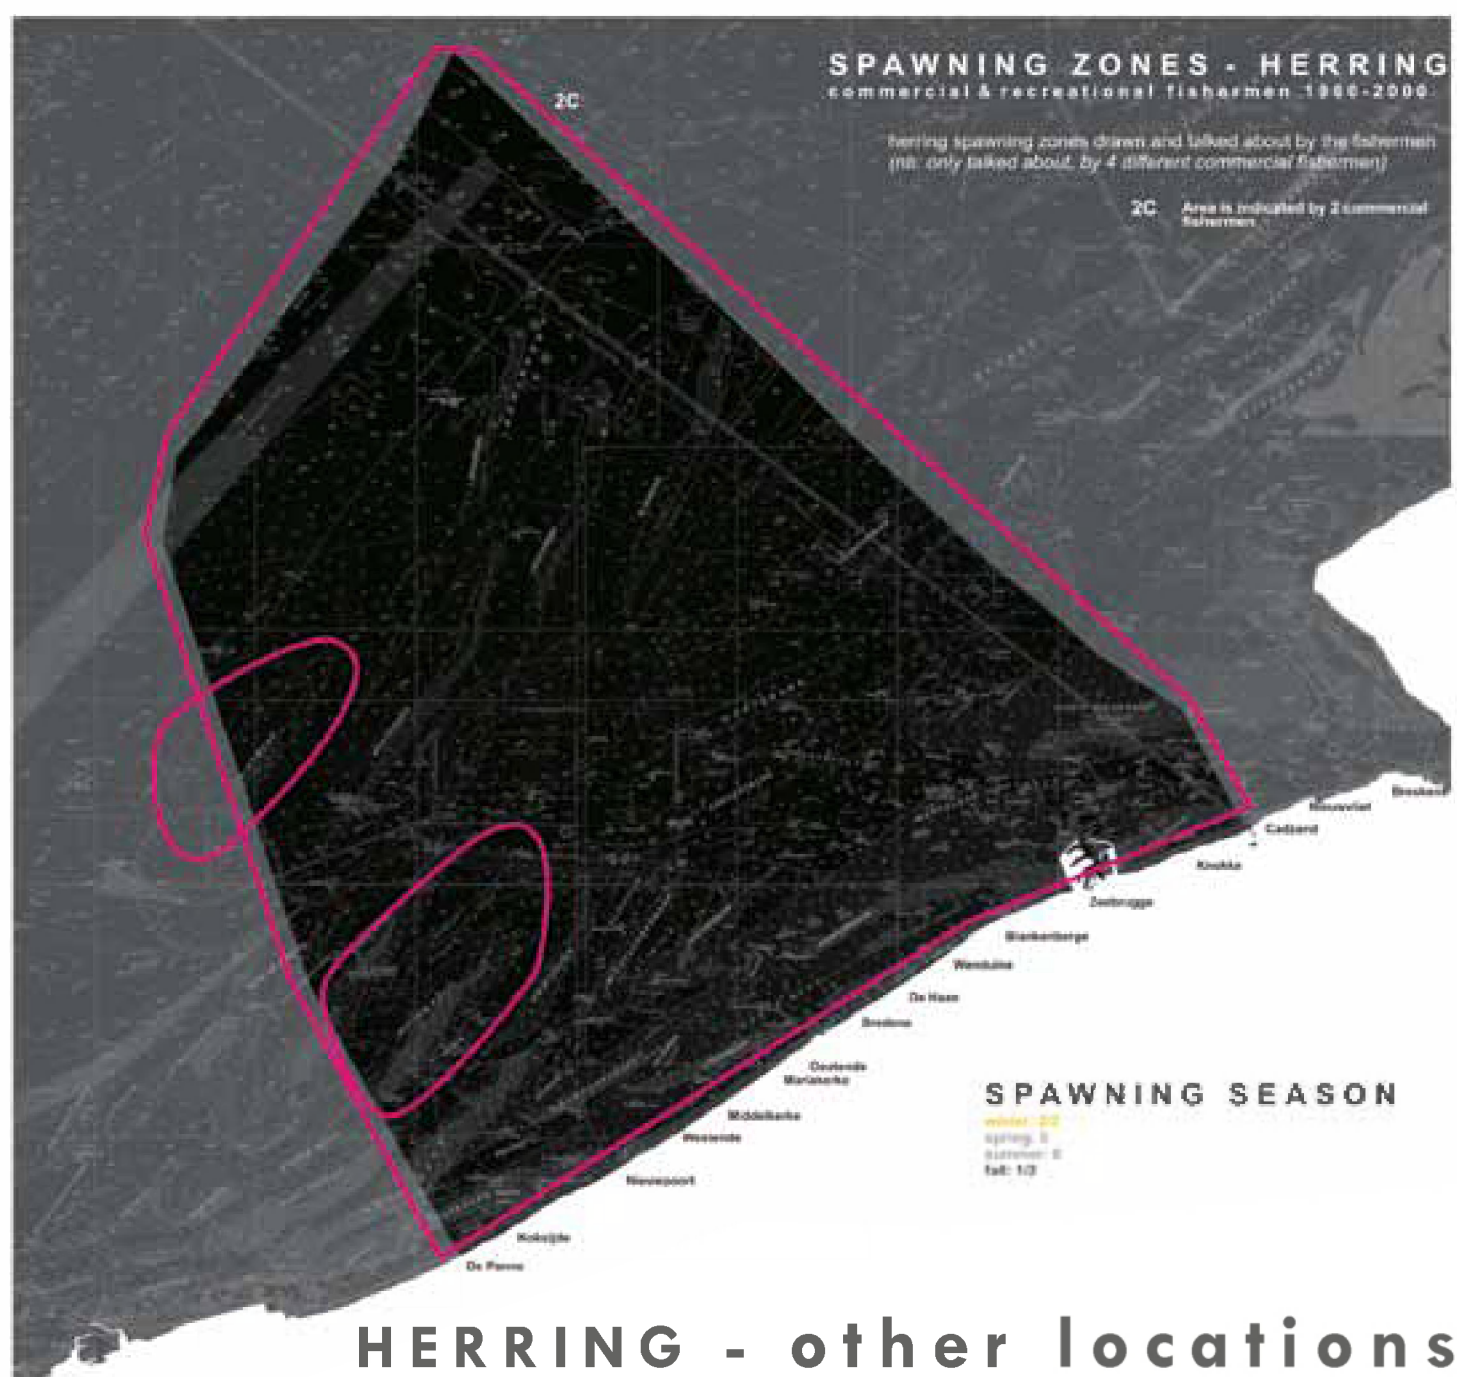 SPAWNING ZONES - HERRING
commercial & recreational fishermen 1960-2000
2C
herring spawning zones drawn and talked about by the fishermen
(nb: only talked about, by 4 different commercial fishermen)
2C Area is indicated by 2 commercial
fishermen
Breskens
Nieuwvliet
Cadzand
Knokke
Zeebrugge
Blankenberge
Wenduine
De Haan
Bredene
Oostende
Mariakerke
Middelkerke
Westende
Nieuwpoort
Koksijde
De Panne
SPAWNING SEASON
winter: 2/2
spring: 0
summer: 0
fall: 1/2
HERRING - other locations